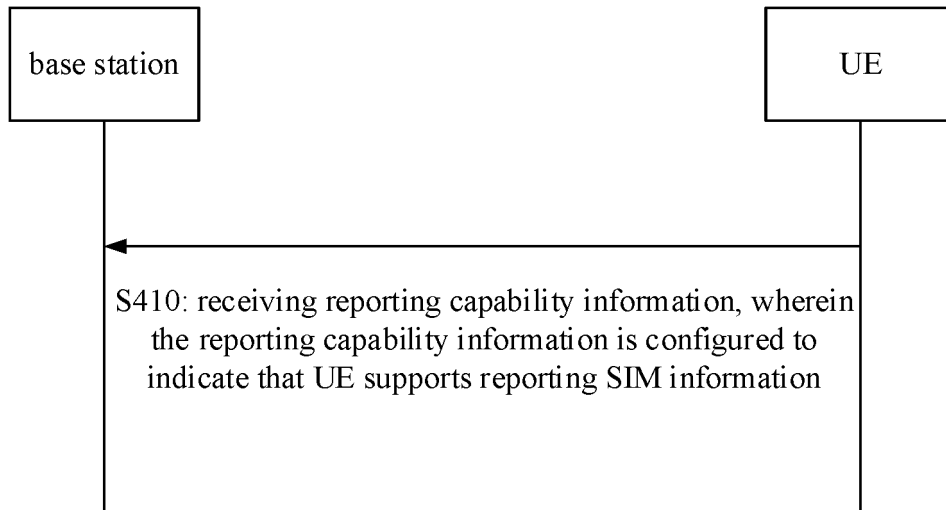 base station
UE
S410: receiving reporting capability information, wherein
the reporting capability information is configured to
indicate that UE supports reporting SIM information